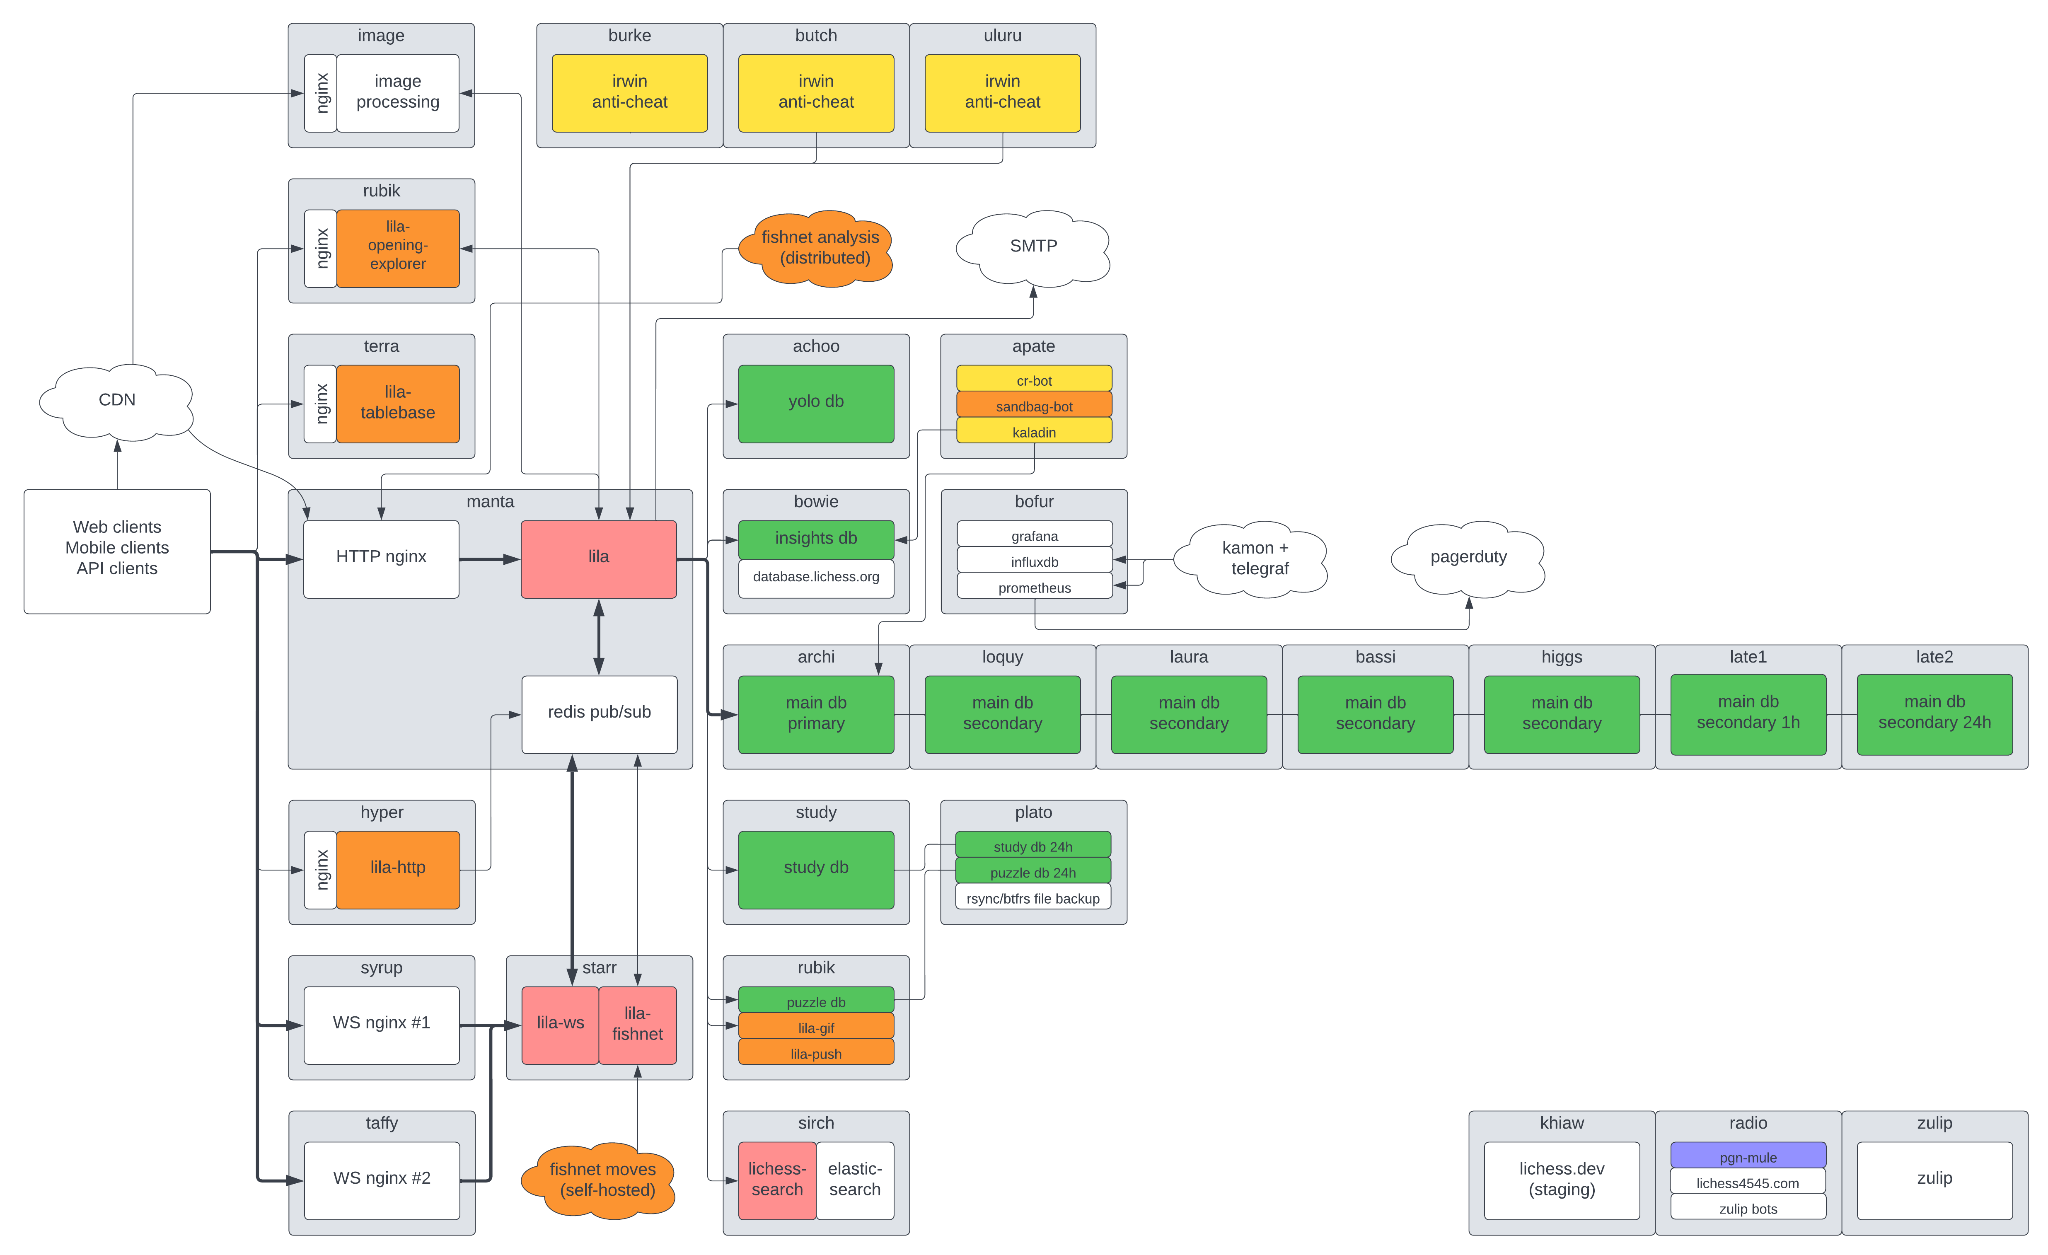 image
nginx
image
processing
burke
irwin
anti-cheat
butch
irwin
anti-cheat
uluru
irwin
anti-cheat
rubik
nginx
lila-
opening-
explorer
fishnet analysis
(distributed)
SMTP
terra
nginx
lila-
tablebase
achoo
yolo db
apate
cr-bot
sandbag-bot
kaladin
CDN
Web clients
Mobile clients
API clients
manta
HTTP nginx
lila
redis pub/sub
bowie
insights db
database.lichess.org
bofur
grafana
influxdb
prometheus
kamon +
telegraf
pagerduty
archi
main db
primary
loquy
main db
secondary
laura
main db
secondary
bassi
main db
secondary
higgs
main db
secondary
late1
main db
secondary 1h
late2
main db
secondary 24h
hyper
nginx
lila-http
study
study db
plato
study db 24h
puzzle db 24h
rsync/btfrs file backup
syrup
WS nginx #1
starr
lila-ws
lila-
fishnet
rubik
puzzle db
lila-gif
lila-push
taffy
WS nginx #2
fishnet moves
(self-hosted)
sirch
lichess-
search
elastic-
search
khiaw
lichess.dev
(staging)
radio
pgn-mule
lichess4545.com
zulip bots
zulip
zulip